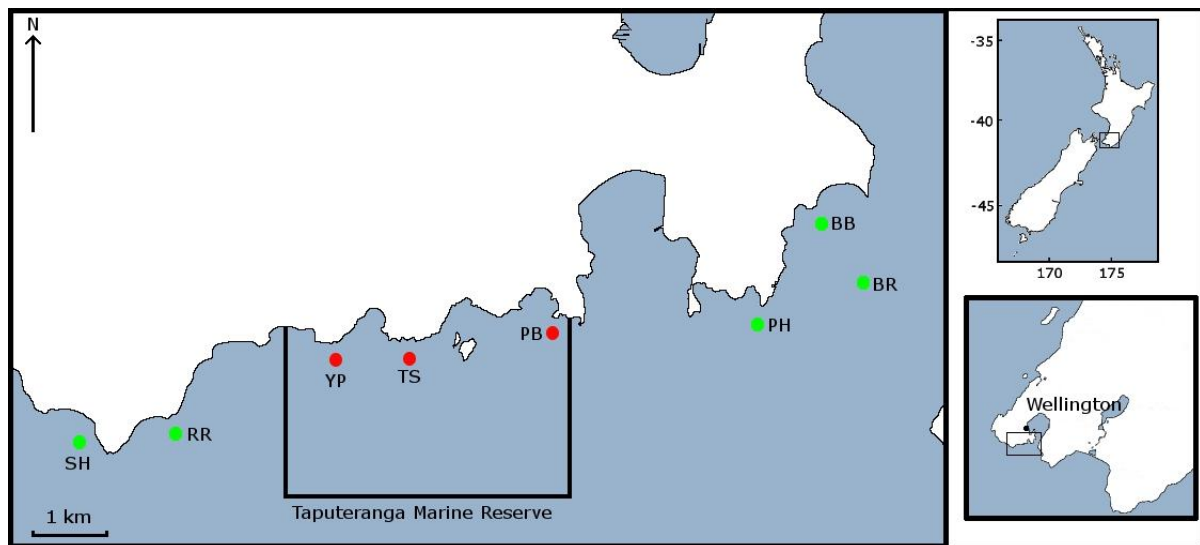 N
BB
BR
PH
PB
YP
TS
RR
SH
1 km
Taputeranga Marine Reserve
-35
-40
-45
170 175
Wellington